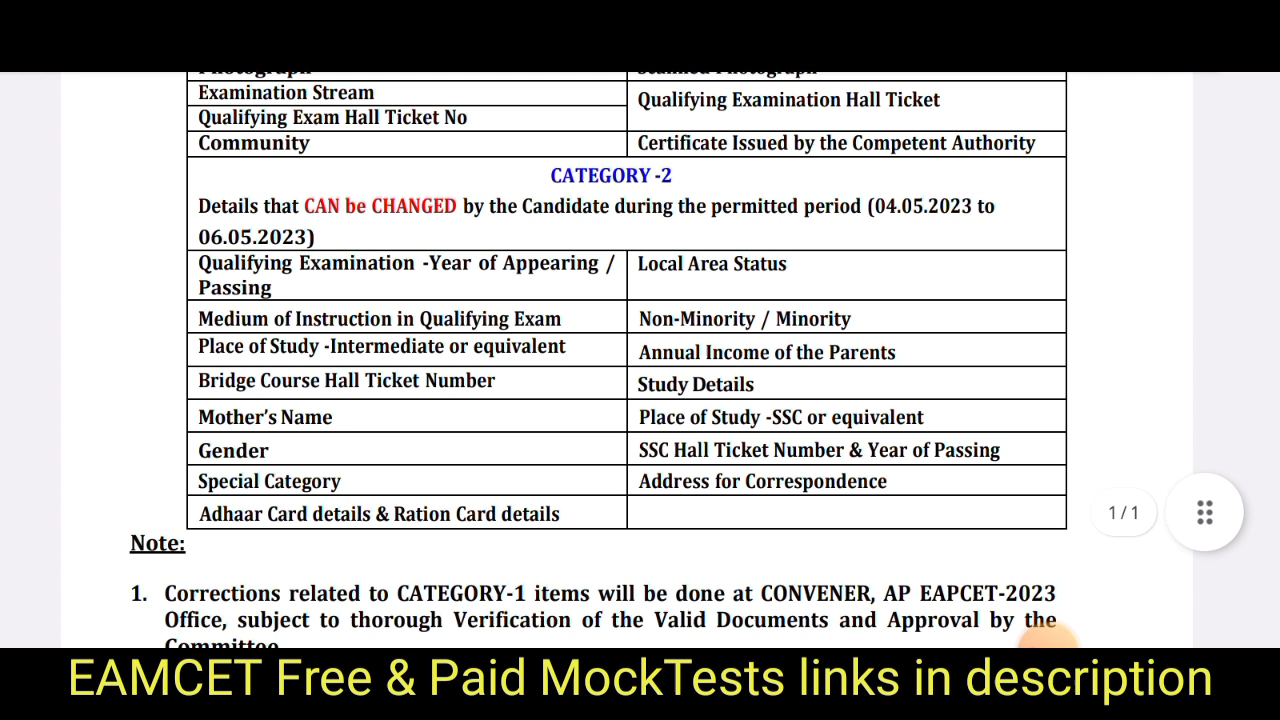 Photograph Scanned Photograph
Examination Stream
Qualifying Examination Hall Ticket
Qualifying Exam Hall Ticket No
Community Certificate Issued by the Competent Authority
CATEGORY -2
Details that CAN be CHANGED by the Candidate during the permitted period (04.05.2023 to
06.05.2023)
Qualifying Examination -Year of Appearing / Local Area Status
Passing
Medium of Instruction in Qualifying Exam Non-Minority / Minority
Place of Study -Intermediate or equivalent Annual Income of the Parents
Bridge Course Hall Ticket Number Study Details
Mother's Name Place of Study -SSC or equivalent
Gender SSC Hall Ticket Number & Year of Passing
Special Category Address for Correspondence
Adhaar Card details & Ration Card details
1 / 1
Note:
1. Corrections related to CATEGORY-1 items will be done at CONVENER, AP EAPCET-2023
Office, subject to thorough Verification of the Valid Documents and Approval by the
Committee
EAMCET Free & Paid MockTests links in description